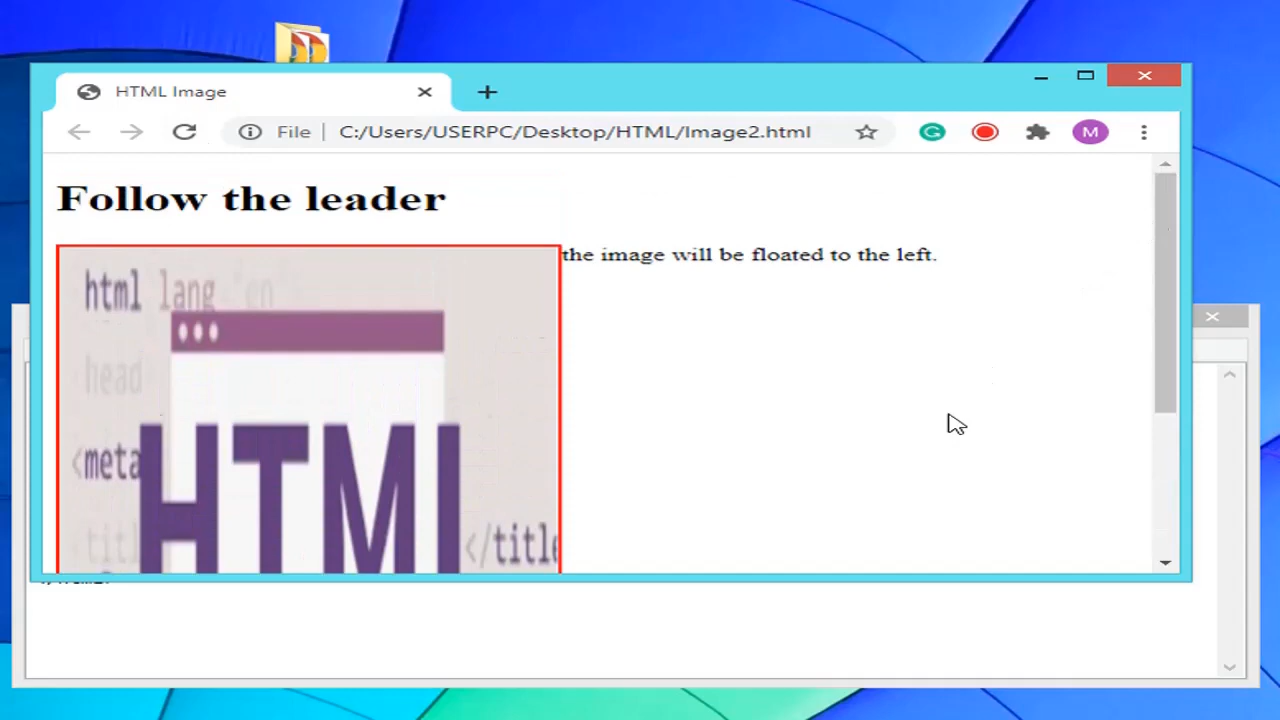 HTML Image
File
C:/Users/USERPC/Desktop/HTML/Image2.html
M
Follow the leader
the image will be floated to the left.
html lang "en"
head
<meta
HTML
</title